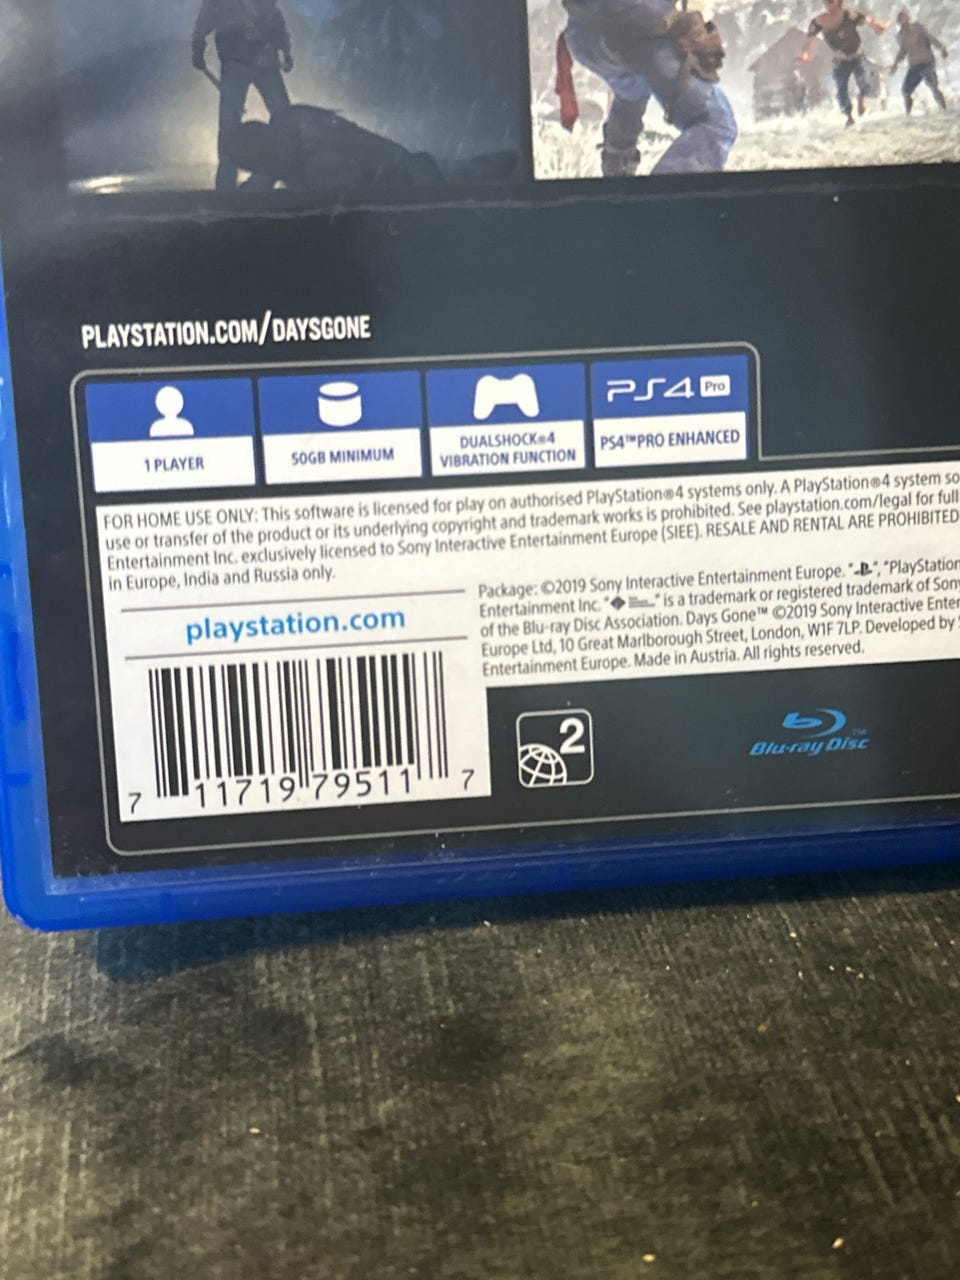 PLAYSTATION.COM/DAYSGONE
PS4 Pro
1 PLAYER
50GB MINIMUM
DUALSHOCK®4
VIBRATION FUNCTION
PS4™PRO ENHANCED
FOR HOME USE ONLY: This software is licensed for play on authorised PlayStation®4 systems only. A PlayStation®4 system so
use or transfer of the product or its underlying copyright and trademark works is prohibited. See playstation.com/legal for full
Entertainment Inc. exclusively licensed to Sony Interactive Entertainment Europe (SIEE). RESALE AND RENTAL ARE PROHIBITED
in Europe, India and Russia only.
playstation.com
Package: ©2019 Sony Interactive Entertainment Europe. " ", "PlayStation
Entertainment Inc. " " is a trademark or registered trademark of Sony
of the Blu-ray Disc Association. Days Gone™ ©2019 Sony Interactive Enter
Europe Ltd, 10 Great Marlborough Street, London, W1F 7LP. Developed by
Entertainment Europe. Made in Austria. All rights reserved.
7 11719 79511 7
2
Blu-ray Disc™